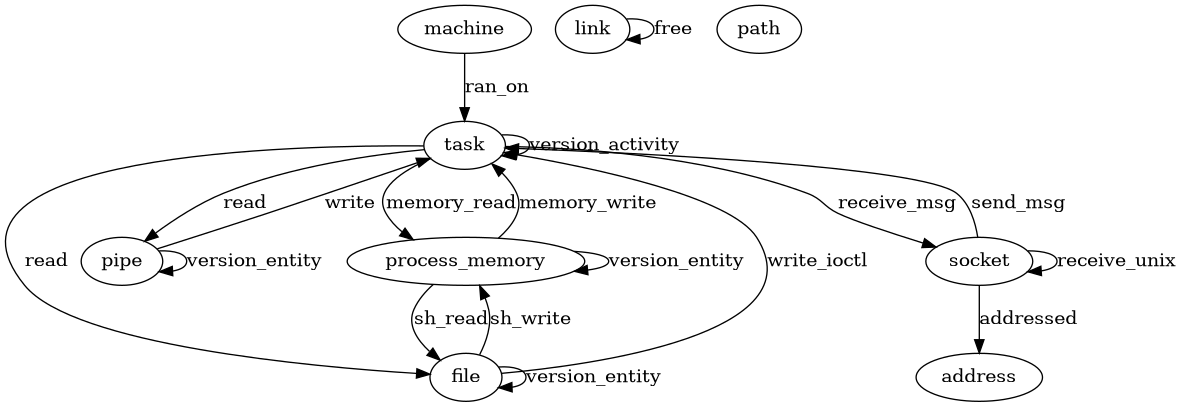 machine
link
free
path
ran_on
task
version_activity
read
write
memory_read
memory_write
receive_msg
send_msg
read
pipe
version_entity
process_memory
version_entity
write_ioctl
socket
receive_unix
sh_read
sh_write
addressed
file
version_entity
address